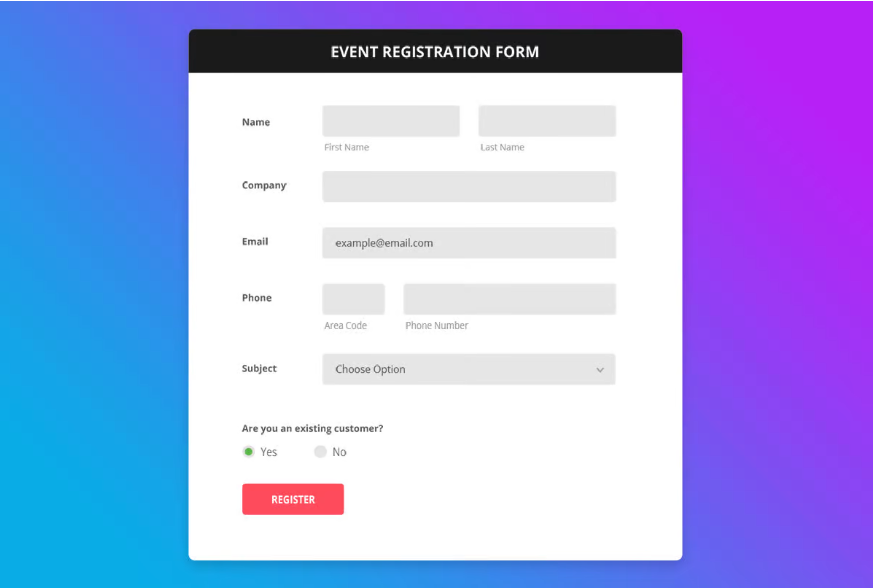 EVENT REGISTRATION FORM
Name
First Name
Last Name
Company
Email
example@email.com
Phone
Area Code
Phone Number
Subject
Choose Option
Are you an existing customer?
Yes
No
REGISTER